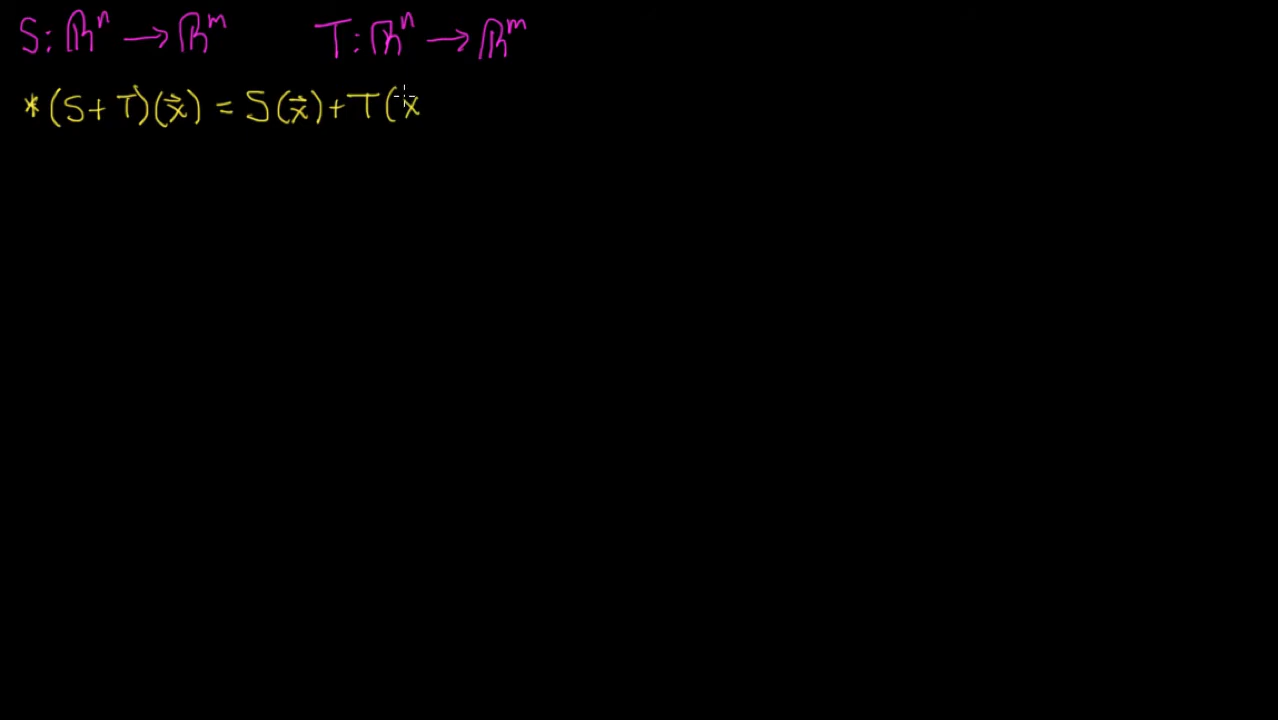 S: ℝⁿ → ℝᵐ T: ℝⁿ → ℝᵐ
*(S+T)(x⃗) = S(x⃗)+T(x